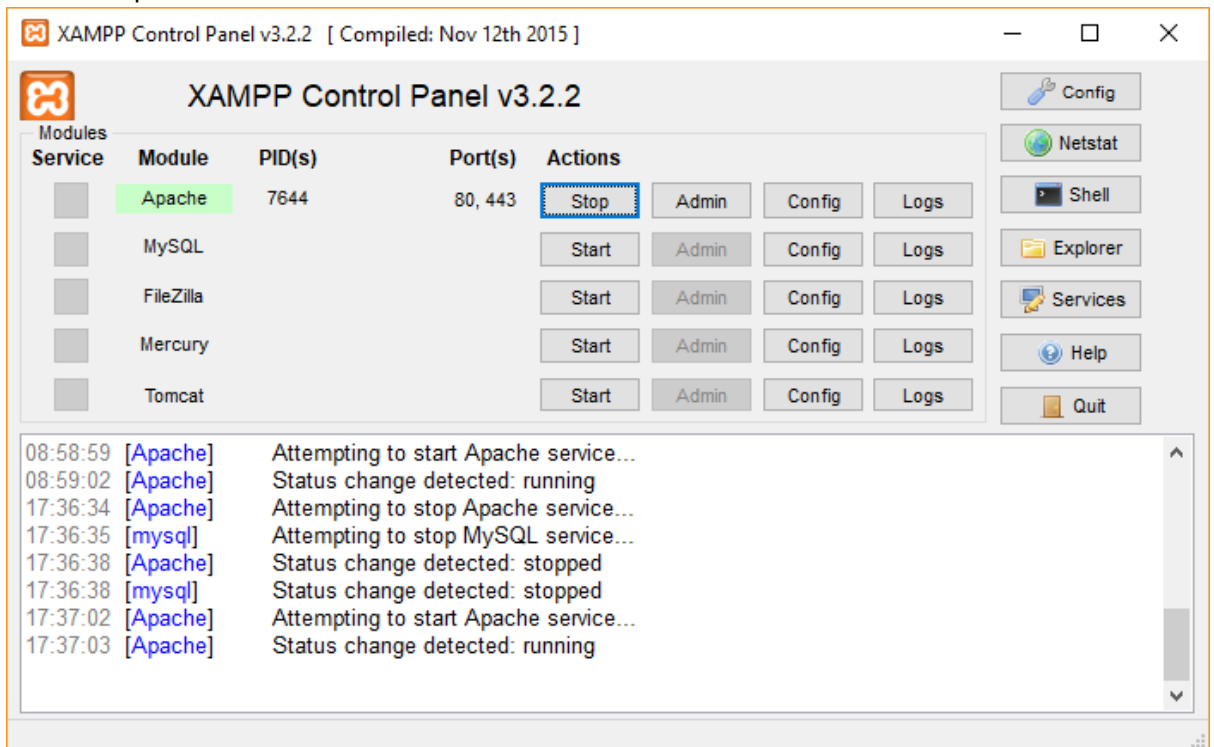 XAMPP Control Panel v3.2.2 [ Compiled: Nov 12th 2015 ]
XAMPP Control Panel v3.2.2
Config
Modules
Netstat
Service Module PID(s) Port(s) Actions
Apache 7644 80, 443 Stop Admin Config Logs
Shell
MySQL Start Admin Config Logs
Explorer
FileZilla Start Admin Config Logs
Services
Mercury Start Admin Config Logs
Help
Tomcat Start Admin Config Logs
Quit
08:58:59 [Apache] Attempting to start Apache service...
08:59:02 [Apache] Status change detected: running
17:36:34 [Apache] Attempting to stop Apache service...
17:36:35 [mysql] Attempting to stop MySQL service...
17:36:38 [Apache] Status change detected: stopped
17:36:38 [mysql] Status change detected: stopped
17:37:02 [Apache] Attempting to start Apache service...
17:37:03 [Apache] Status change detected: running